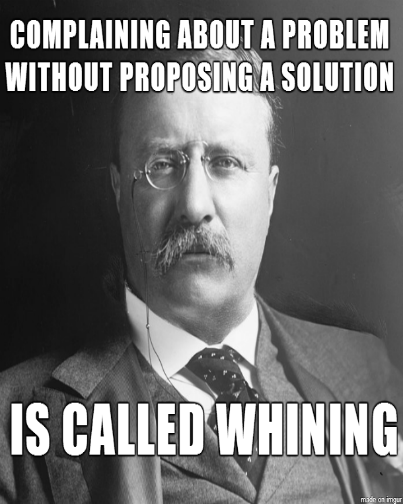 COMPLAINING ABOUT A PROBLEM
WITHOUT PROPOSING A SOLUTION
IS CALLED WHINING
made on imgur